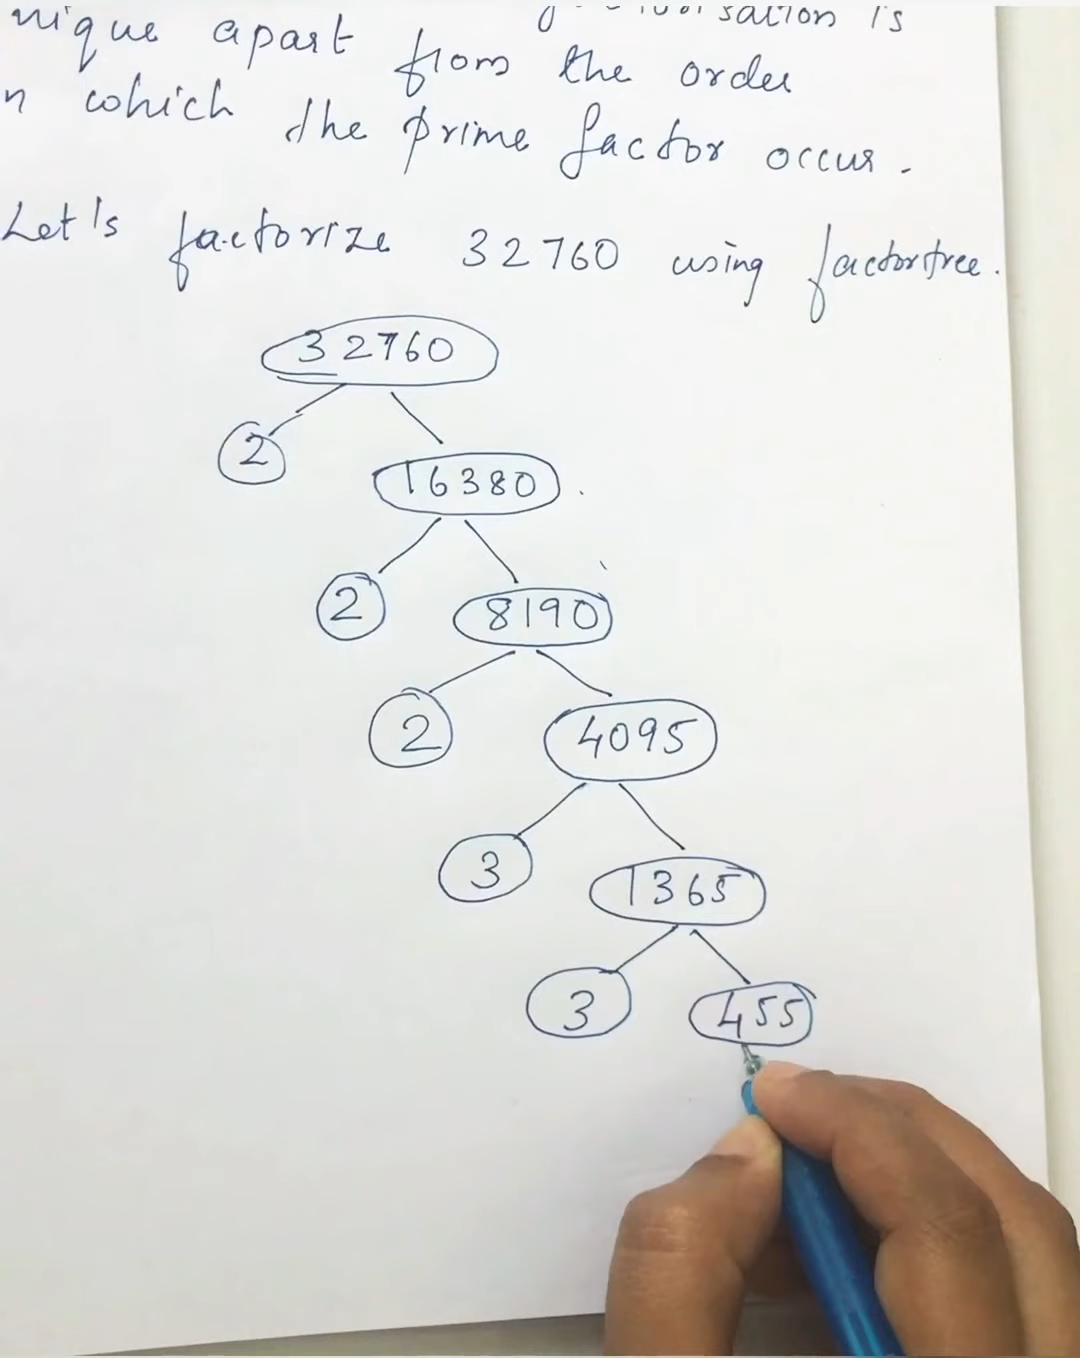 apart is
from the order
which the prime factor occur.
Let's factorize 32760 using factor tree.
32760
2
16380
2
8190
2
4095
3
1365
3
455